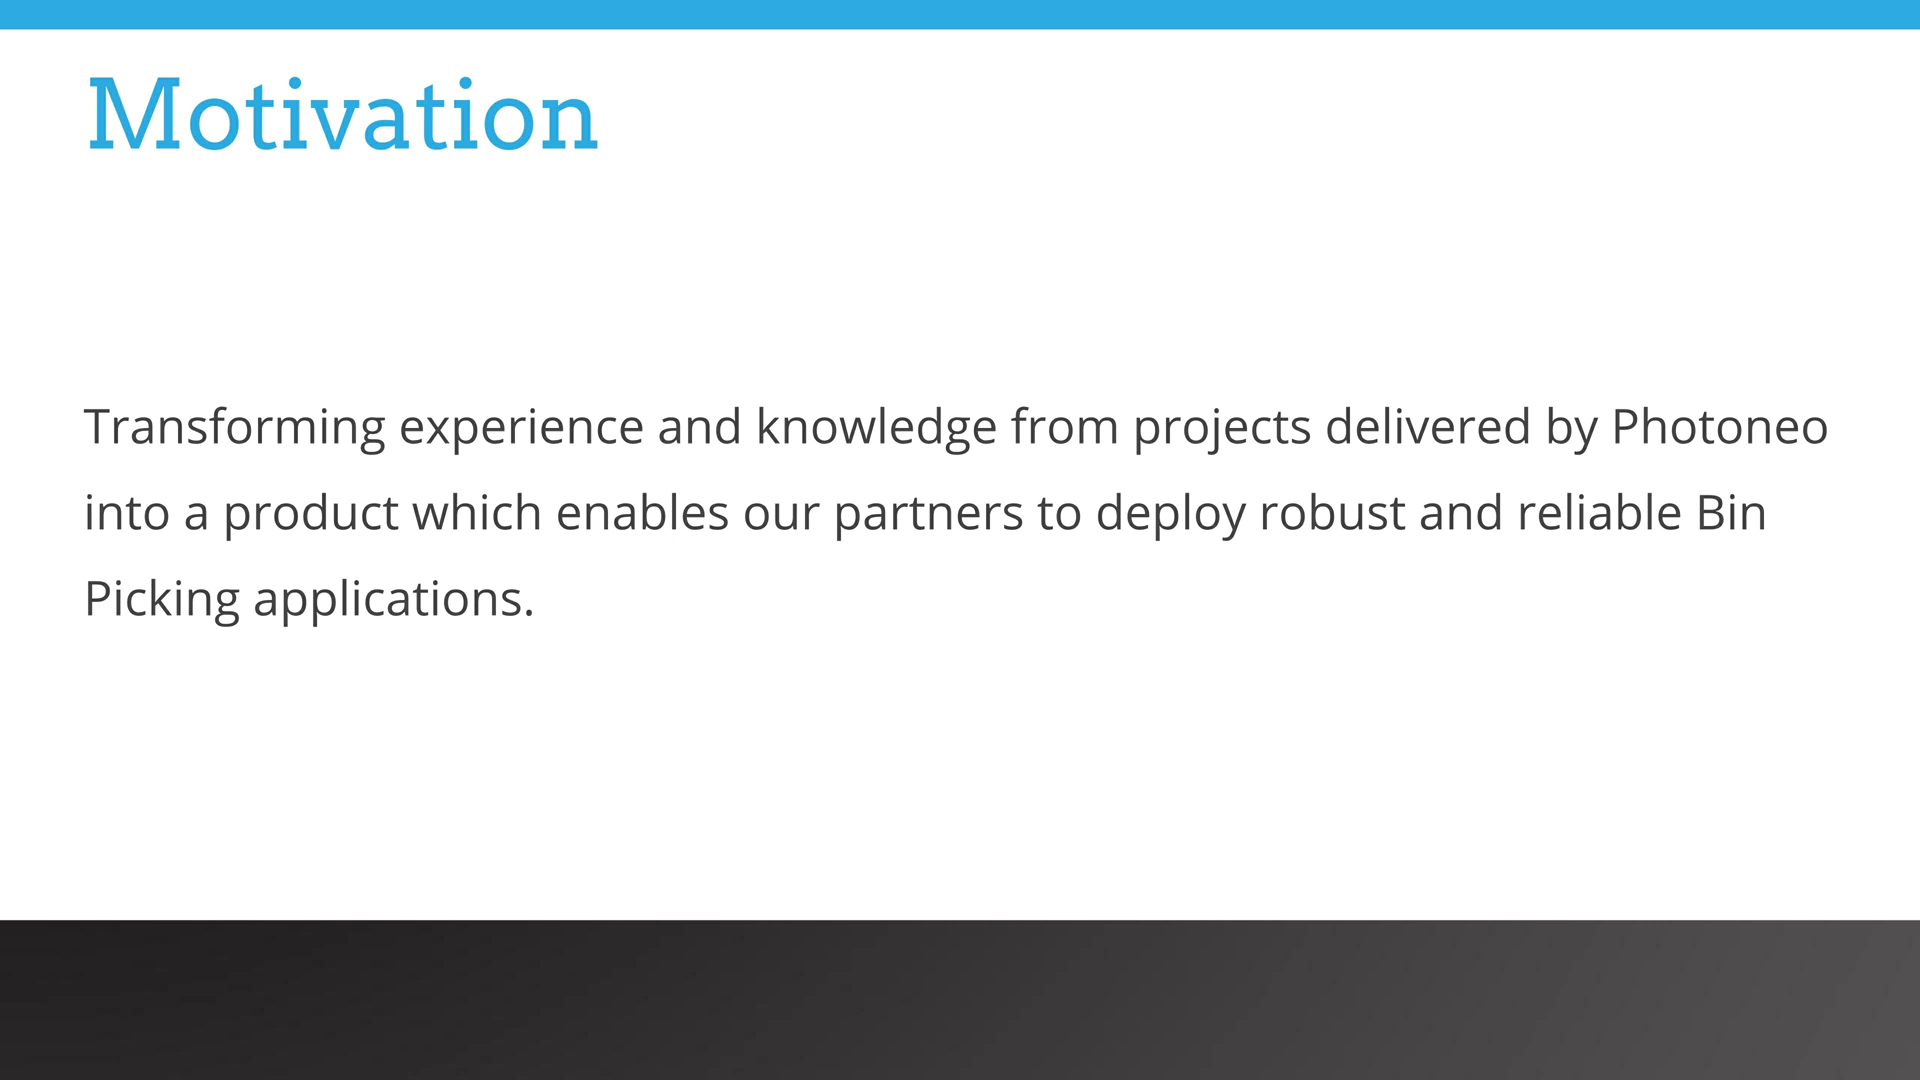 Motivation
Transforming experience and knowledge from projects delivered by Photoneo
into a product which enables our partners to deploy robust and reliable Bin
Picking applications.